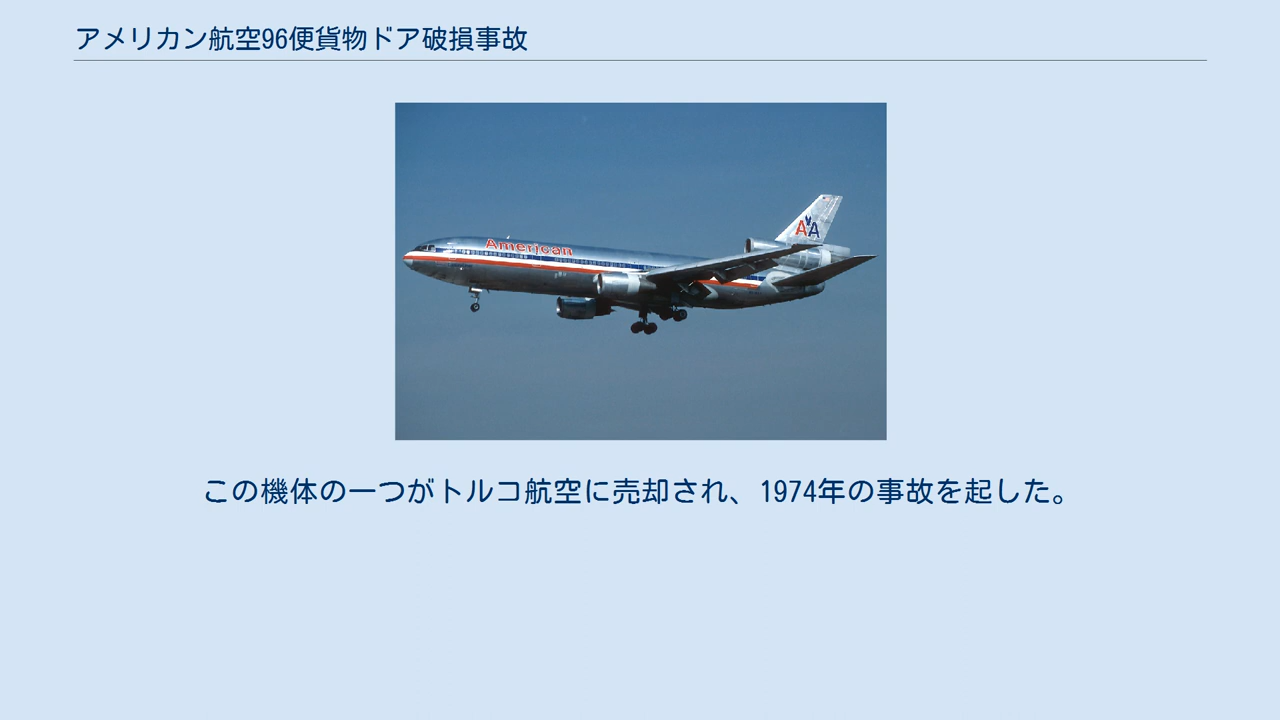 アメリカン航空96便貨物ドア破損事故
American
AA
この機体の一つがトルコ航空に売却され、1974年の事故を起した。